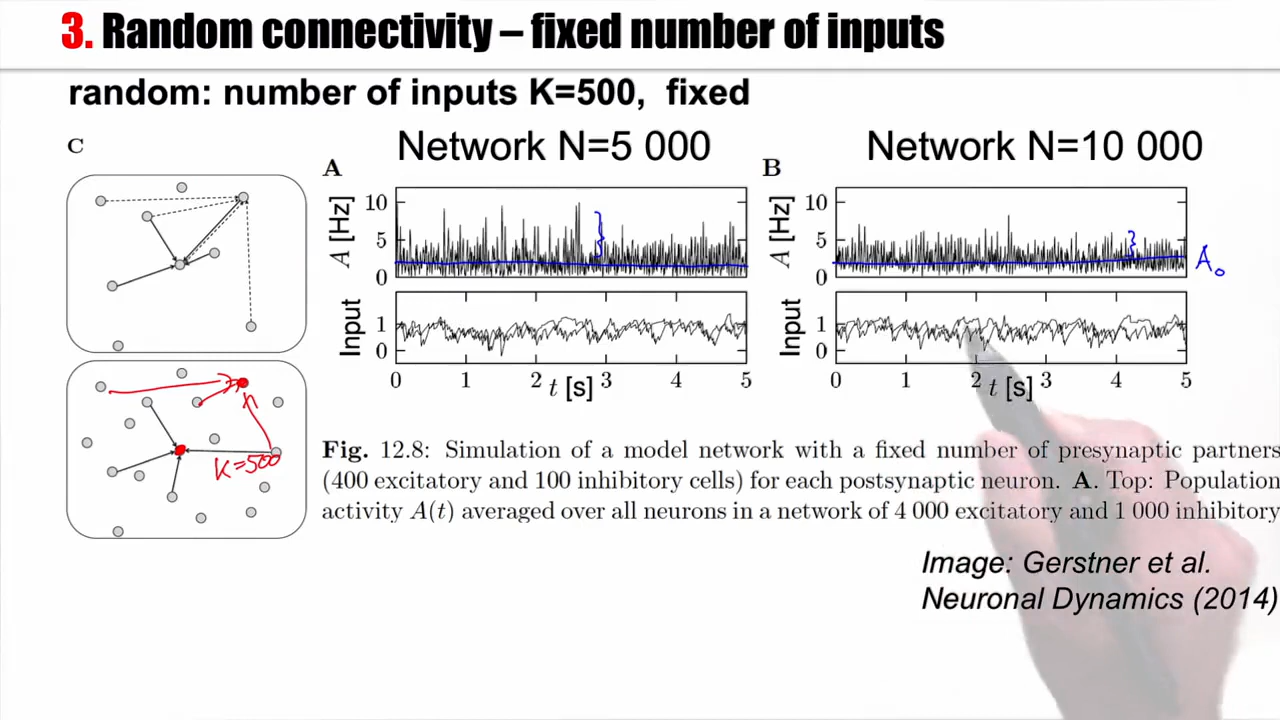 3. Random connectivity – fixed number of inputs
random: number of inputs K=500, fixed
C
A
Network N=5 000
B
Network N=10 000
A [Hz]
10
5
0
A [Hz]
10
5
0
A₀
Input
1
0
Input
1
0
0 1 2 t [s] 3 4 5
0 1 2 t [s] 3 4 5
K=500
Fig. 12.8: Simulation of a model network with a fixed number of presynaptic partners
(400 excitatory and 100 inhibitory cells) for each postsynaptic neuron. A. Top: Population
activity A(t) averaged over all neurons in a network of 4 000 excitatory and 1 000 inhibitory
Image: Gerstner et al.
Neuronal Dynamics (2014)